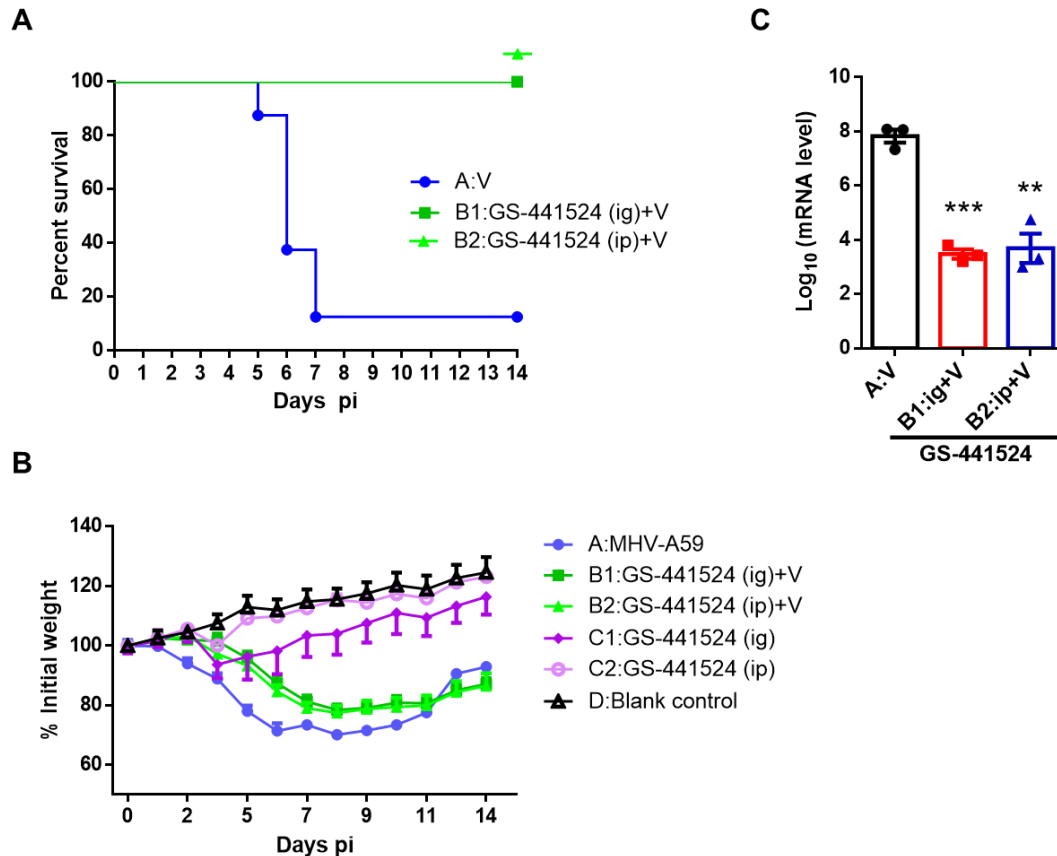 A
Percent survival
100
80
60
40
20
0
0 1 2 3 4 5 6 7 8 9 10 11 12 13 14
Days pi
A:V
B1:GS-441524 (ig)+V
B2:GS-441524 (ip)+V
C
Log10 (mRNA level)
10
8
6
4
2
0
***
**
A:V
B1:ig+V
B2:ip+V
GS-441524
B
% Initial weight
140
120
100
80
60
0 2 5 7 9 11 14
Days pi
A:MHV-A59
B1:GS-441524 (ig)+V
B2:GS-441524 (ip)+V
C1:GS-441524 (ig)
C2:GS-441524 (ip)
D:Blank control